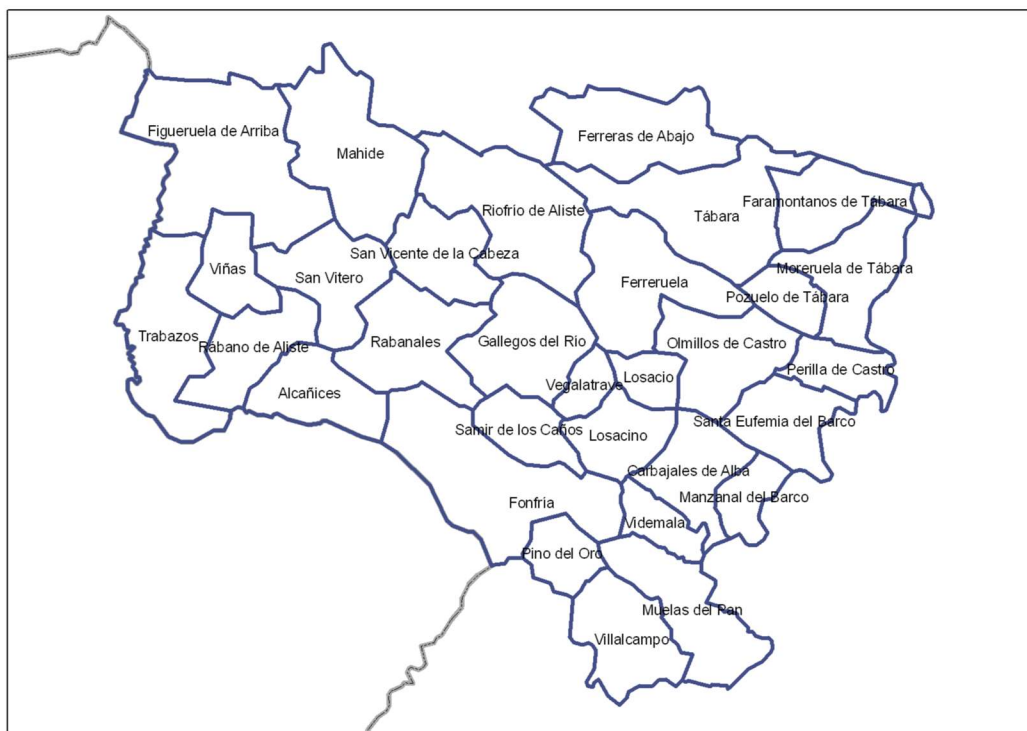 Figueruela de Arriba
Mahide
Ferreras de Abajo
Riofrio de Aliste
Tábara
Faramontanos de Tábara
Viñas
San Vitero
San Vicente de la Cabeza
Ferreruela
Moreruela de Tábara
Pozuelo de Tábara
Trabazos
Rábano de Aliste
Rabanales
Gallegos del Rio
Olmillos de Castro
Perilla de Castro
Alcañices
Vegalatrave
Losacio
Samir de los Caños
Losacino
Santa Eufemia del Barco
Carbajales de Alba
Manzanal del Barco
Fonfria
Videmala
Pino del Oro
Muelas del Pan
Villalcampo